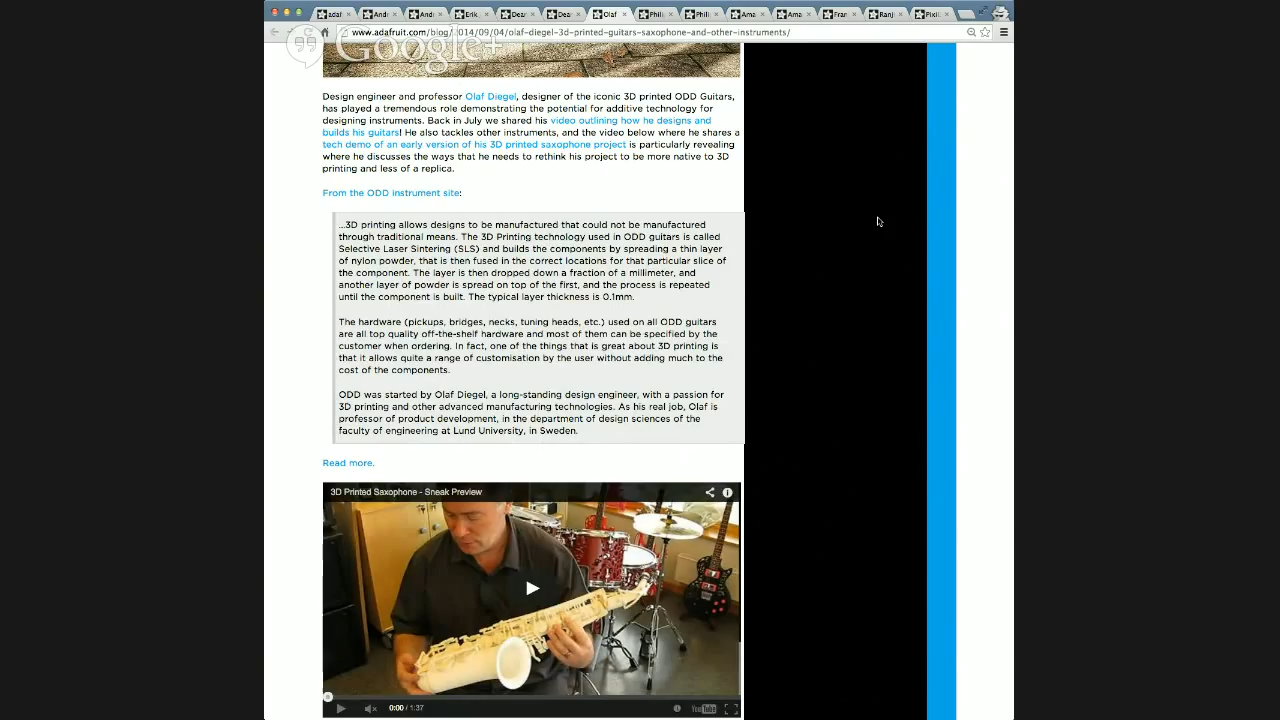 adaf
Andr
Andr
Erik
Dear
Dear
Olaf
Phili
Phili
Ama
Ama
Fran
Ranj
Pixil
www.adafruit.com/blog/2014/09/04/olaf-diegel-3d-printed-guitars-saxophone-and-other-instruments/
Google+
Design engineer and professor Olaf Diegel, designer of the iconic 3D printed ODD Guitars,
has played a tremendous role demonstrating the potential for additive technology for
designing instruments. Back in July we shared his video outlining how he designs and
builds his guitars! He also tackles other instruments, and the video below where he shares a
tech demo of an early version of his 3D printed saxophone project is particularly revealing
where he discusses the ways that he needs to rethink his project to be more native to 3D
printing and less of a replica.
From the ODD instrument site:
...3D printing allows designs to be manufactured that could not be manufactured
through traditional means. The 3D Printing technology used in ODD guitars is called
Selective Laser Sintering (SLS) and builds the components by spreading a thin layer
of nylon powder, that is then fused in the correct locations for that particular slice of
the component. The layer is then dropped down a fraction of a millimeter, and
another layer of powder is spread on top of the first, and the process is repeated
until the component is built. The typical layer thickness is 0.1mm.
The hardware (pickups, bridges, necks, tuning heads, etc.) used on all ODD guitars
are all top quality off-the-shelf hardware and most of them can be specified by the
customer when ordering. In fact, one of the things that is great about 3D printing is
that it allows quite a range of customisation by the user without adding much to the
cost of the components.
ODD was started by Olaf Diegel, a long-standing design engineer, with a passion for
3D printing and other advanced manufacturing technologies. As his real job, Olaf is
professor of product development, in the department of design sciences of the
faculty of engineering at Lund University, in Sweden.
Read more.
3D Printed Saxophone - Sneak Preview
0:00 / 1:37
YouTube